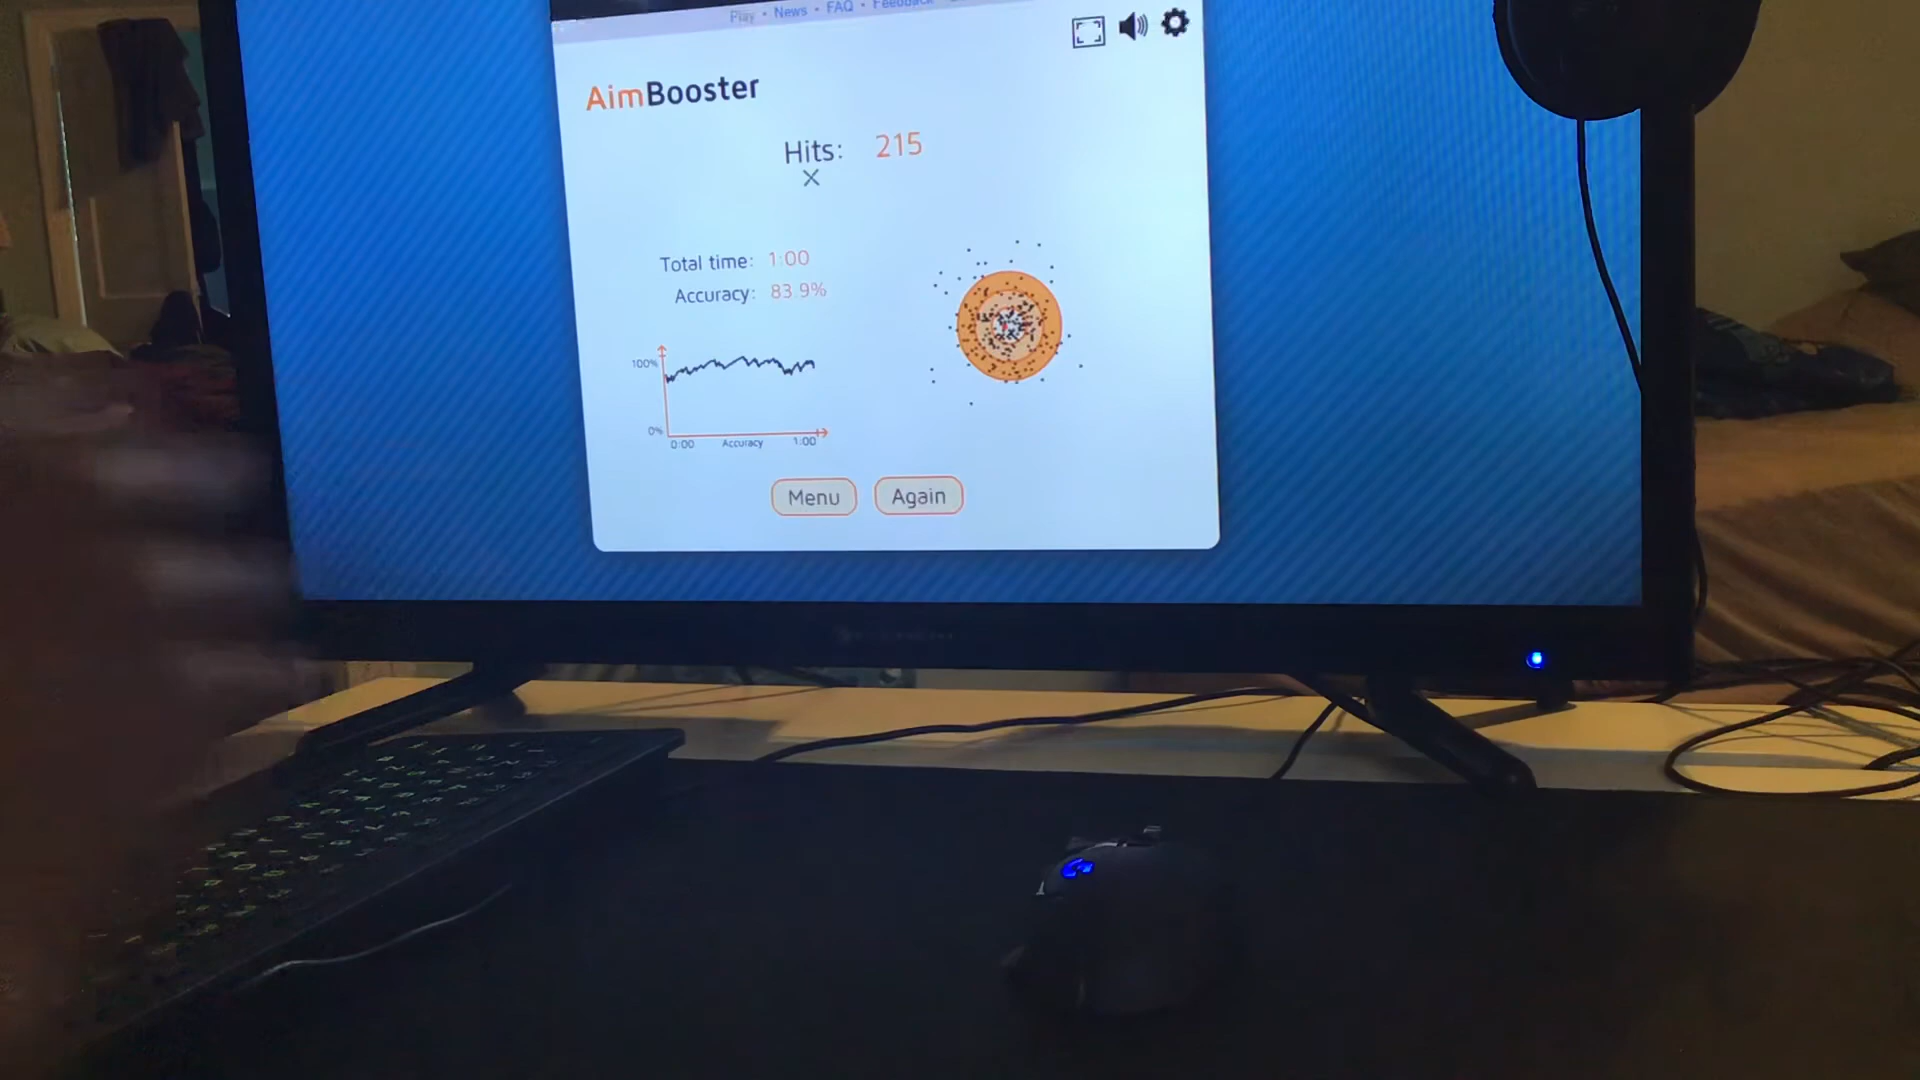 Play • News • FAQ • Feedback
AimBooster
Hits: 215
X
Total time: 1:00
Accuracy: 83.9%
100%
0%
0:00 Accuracy 1:00
Menu Again